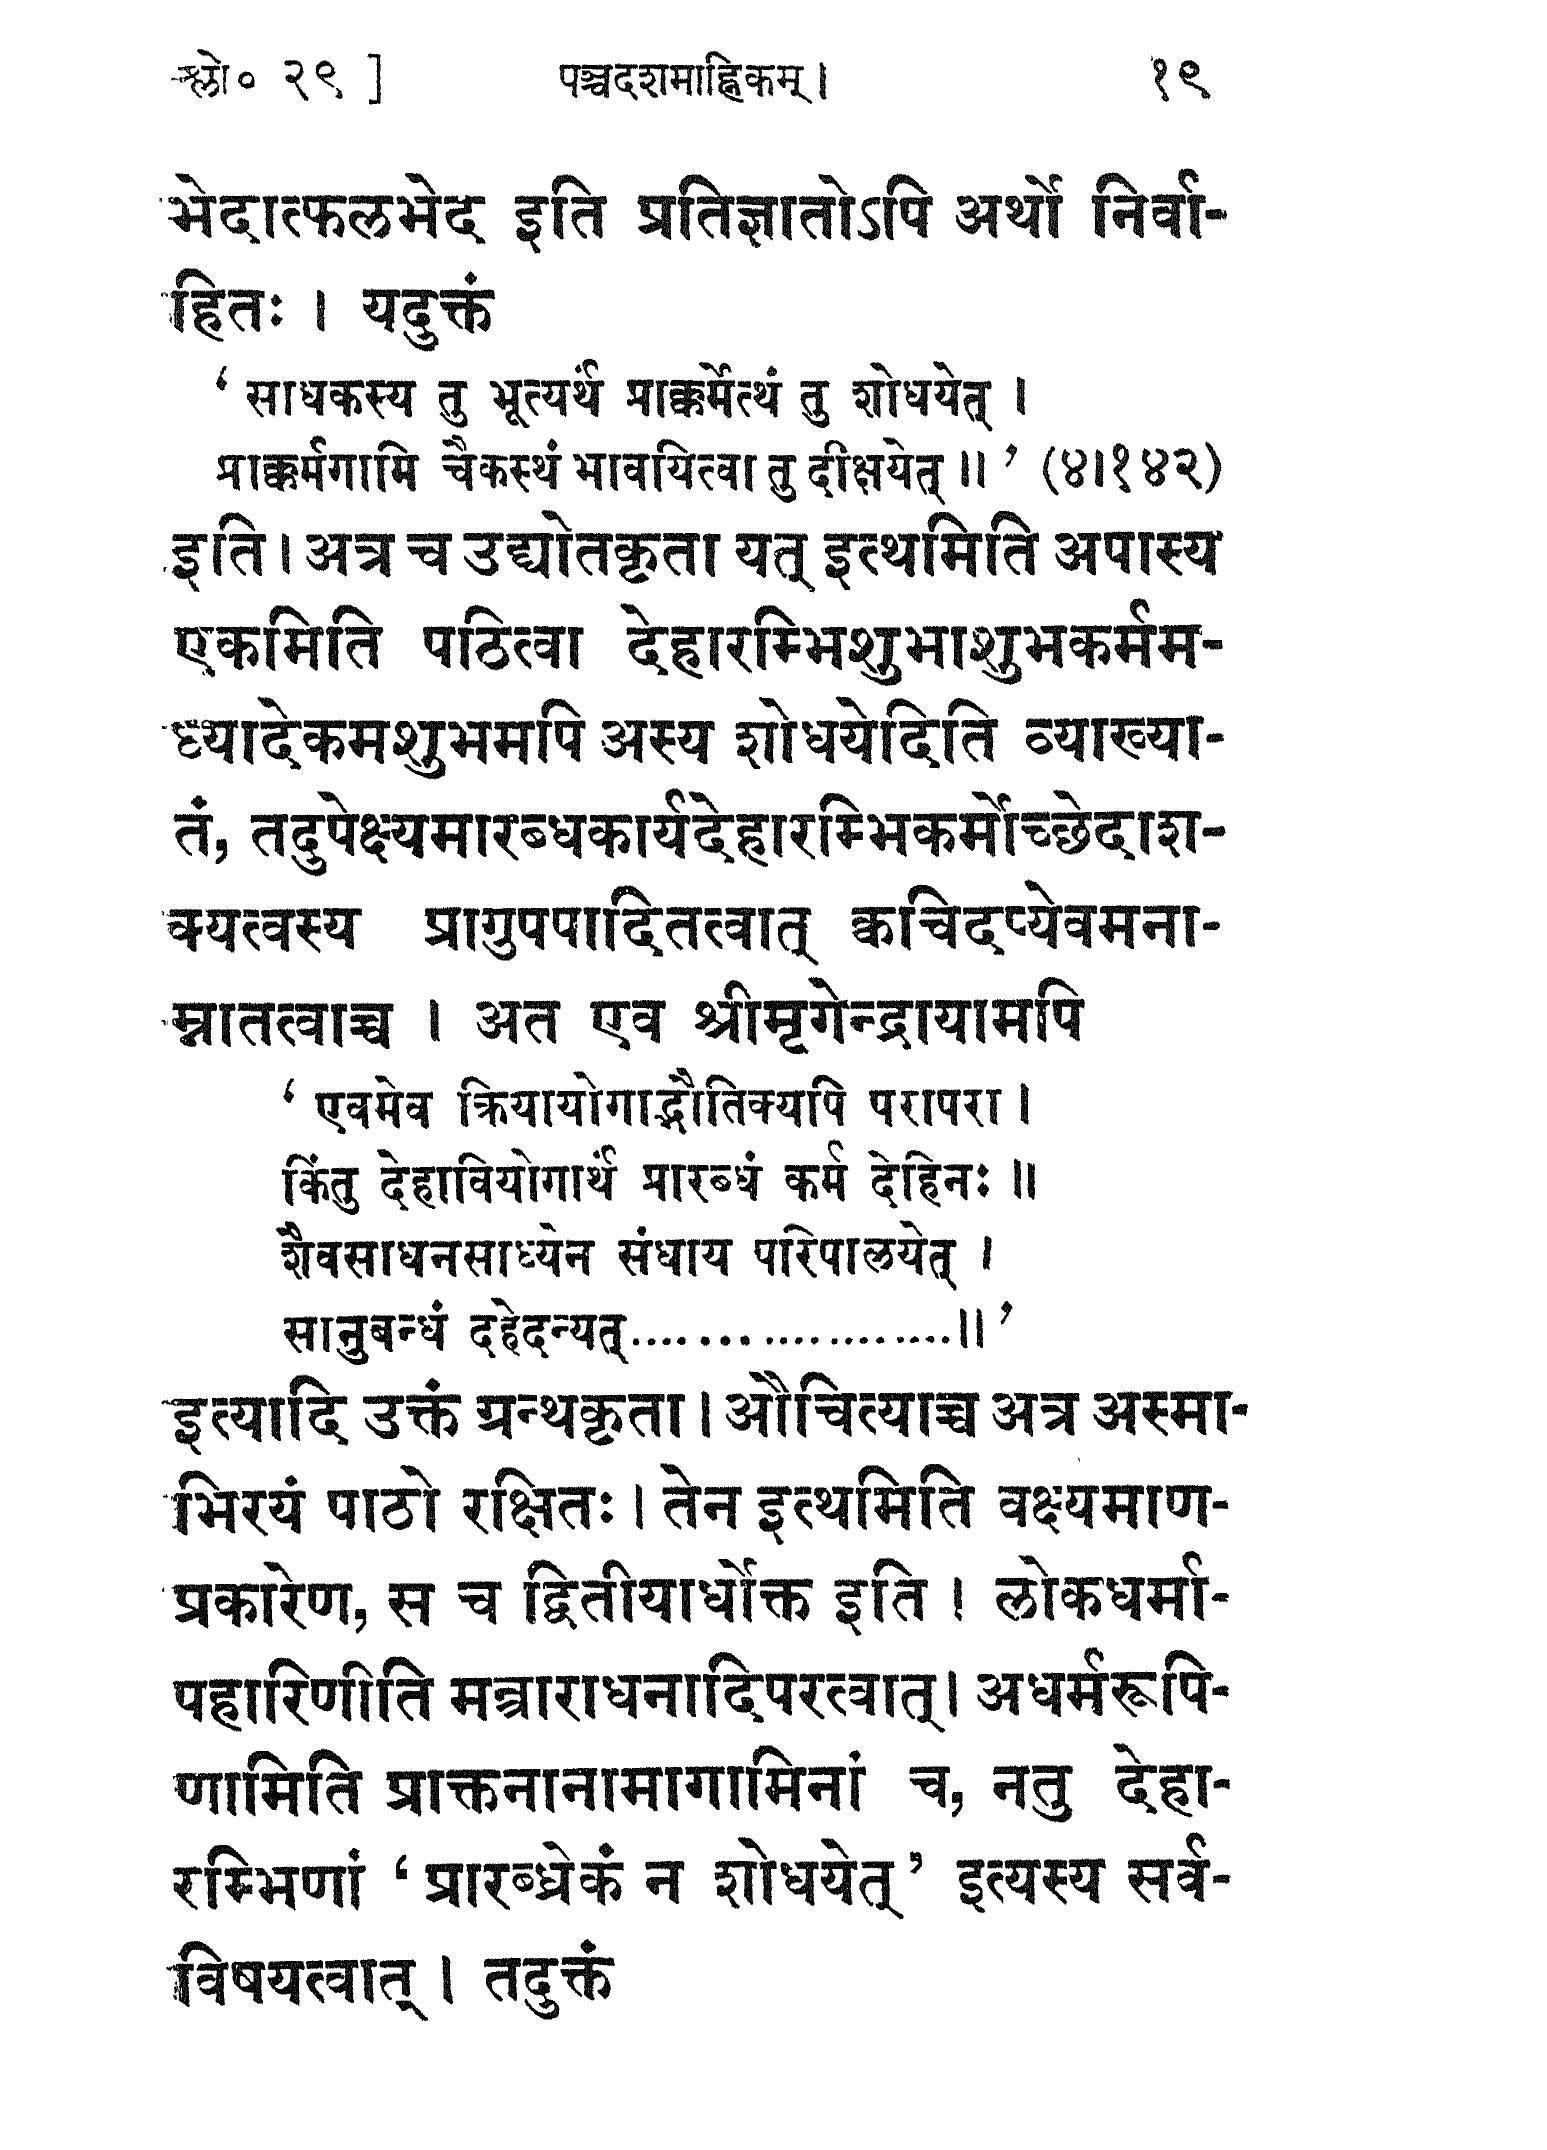 श्लो० २९ ] पञ्चदशमाह्निकम् । १९
भेदात्फलभेद इति प्रतिज्ञातोऽपि अर्थो निर्वा-
हितः । यदुक्तं
‘ साधकस्य तु भूत्यर्थं प्राक्कर्मेत्थं तु शोधयेत् ।
प्राक्कर्मगामि चैकस्थं भावयित्वा तु दीक्षयेत् ॥ ’ (४।१४२)
इति । अत्र च उद्द्योतकृता यत् इत्थमिति अपास्य
एकमिति पठित्वा देहारम्भिशुभाशुभकर्मम-
ध्यादेकमशुभमपि अस्य शोधयेदिति व्याख्या-
तं, तदुपेक्ष्यमारब्धकार्यदेहारम्भिकर्मोच्छेदाश-
क्यत्वस्य प्रागुपपादितत्वात् क्वचिदप्येवमना-
म्नातत्वाच्च । अत एव श्रीमृगेन्द्रायामपि
‘ एवमेव क्रियायोगाद्भौतिक्यपि परापरा ।
किंतु देहावियोगार्थं प्रारब्धं कर्म देहिनः ॥
शैवसाधनसाध्येन संधाय परिपालयेत् ।
सानुबन्धं दहेदन्यत्....................॥ ’
इत्यादि उक्तं ग्रन्थकृता । औचित्याच्च अत्र अस्मा-
भिरयं पाठो रक्षितः । तेन इत्थमिति वक्ष्यमाण-
प्रकारेण, स च द्वितीयार्धोक्त इति । लोकधर्मा-
पहारिणीति मन्त्राराधनादिपरत्वात् । अधर्मरूपि-
णामिति प्राक्तनानामागामिनां च, नतु देहा-
रम्भिणां ‘ प्रारब्ध्रेकं न शोधयेत् ’ इत्यस्य सर्व-
विषयत्वात् । तदुक्तं